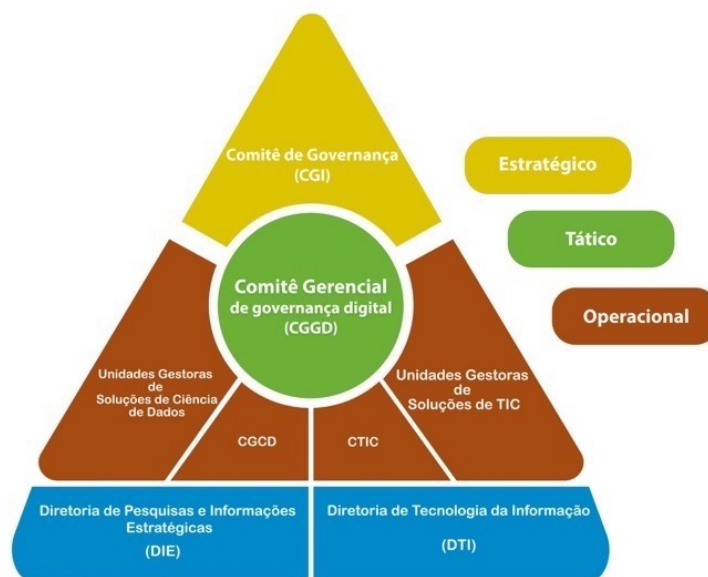 Comitê de Governança
(CGI)
Estratégico
Tático
Operacional
Comitê Gerencial
de governança digital
(CGGD)
Unidades Gestoras
de
Soluções de Ciência
de Dados
CGCD
CTIC
Unidades Gestoras
de
Soluções de TIC
Diretoria de Pesquisas e Informações
Estratégicas
(DIE)
Diretoria de Tecnologia da Informação
(DTI)